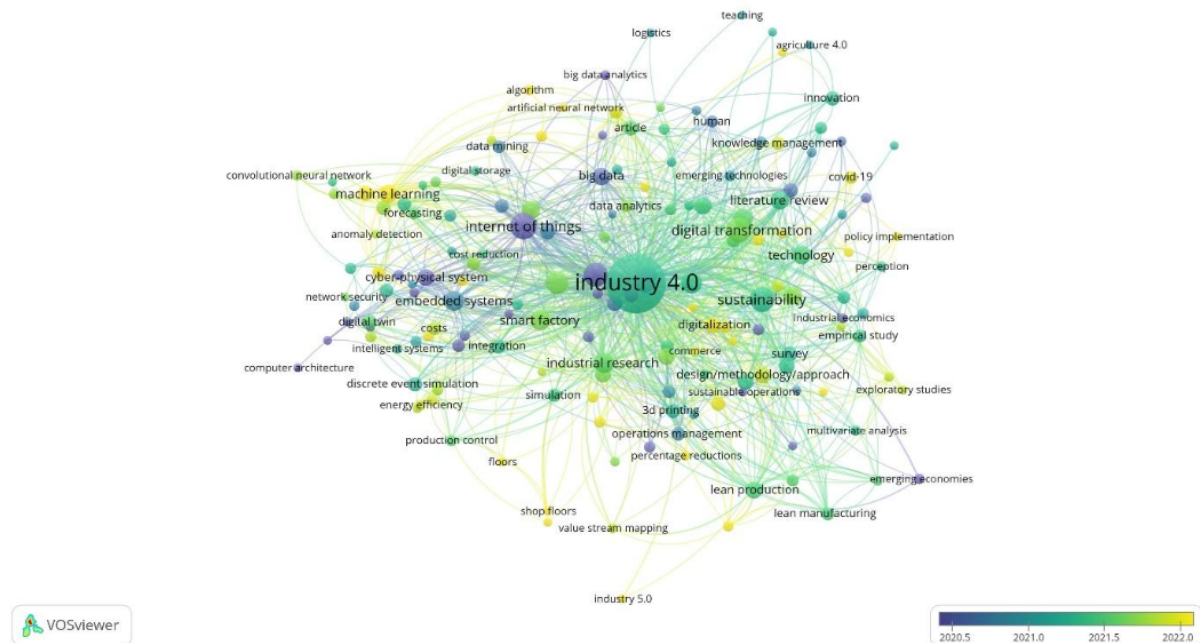 teaching
logistics
agriculture 4.0
big data analytics
algorithm
innovation
artificial neural network
human
article
data mining
knowledge management
digital storage
convolutional neural network
big data
emerging technologies
covid-19
machine learning
literature review
forecasting
data analytics
internet of things
digital transformation
anomaly detection
policy implementation
cost reduction
technology
perception
cyber-physical system
industry 4.0
network security
embedded systems
sustainability
industrial economics
digital twin
smart factory
digitalization
costs
empirical study
intelligent systems
integration
commerce
survey
industrial research
computer architecture
design/methodology/approach
discrete event simulation
sustainable operations
exploratory studies
simulation
energy efficiency
3d printing
multivariate analysis
operations management
production control
percentage reductions
floors
emerging economies
lean production
shop floors
lean manufacturing
value stream mapping
industry 5.0
VOSviewer
2020.5 2021.0 2021.5 2022.0